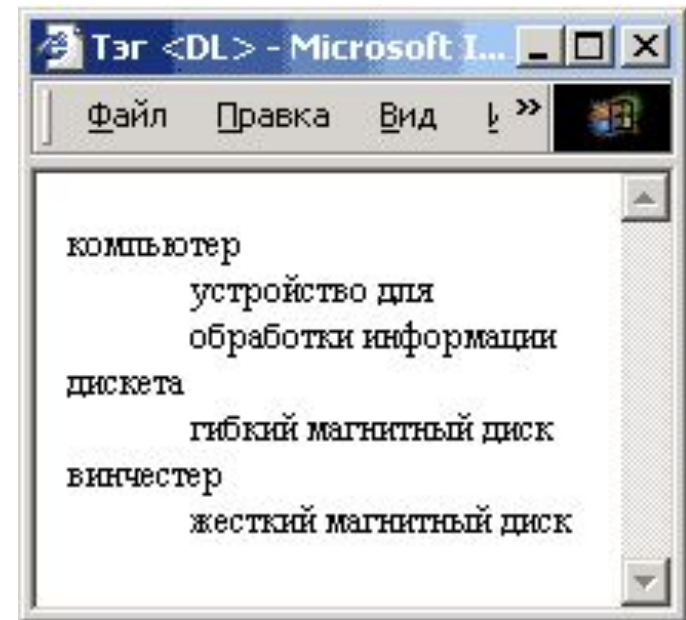 Тэг <DL> - Microsoft I...
Файл Правка Вид »
компьютер
устройство для
обработки информации
дискета
гибкий магнитный диск
винчестер
жесткий магнитный диск